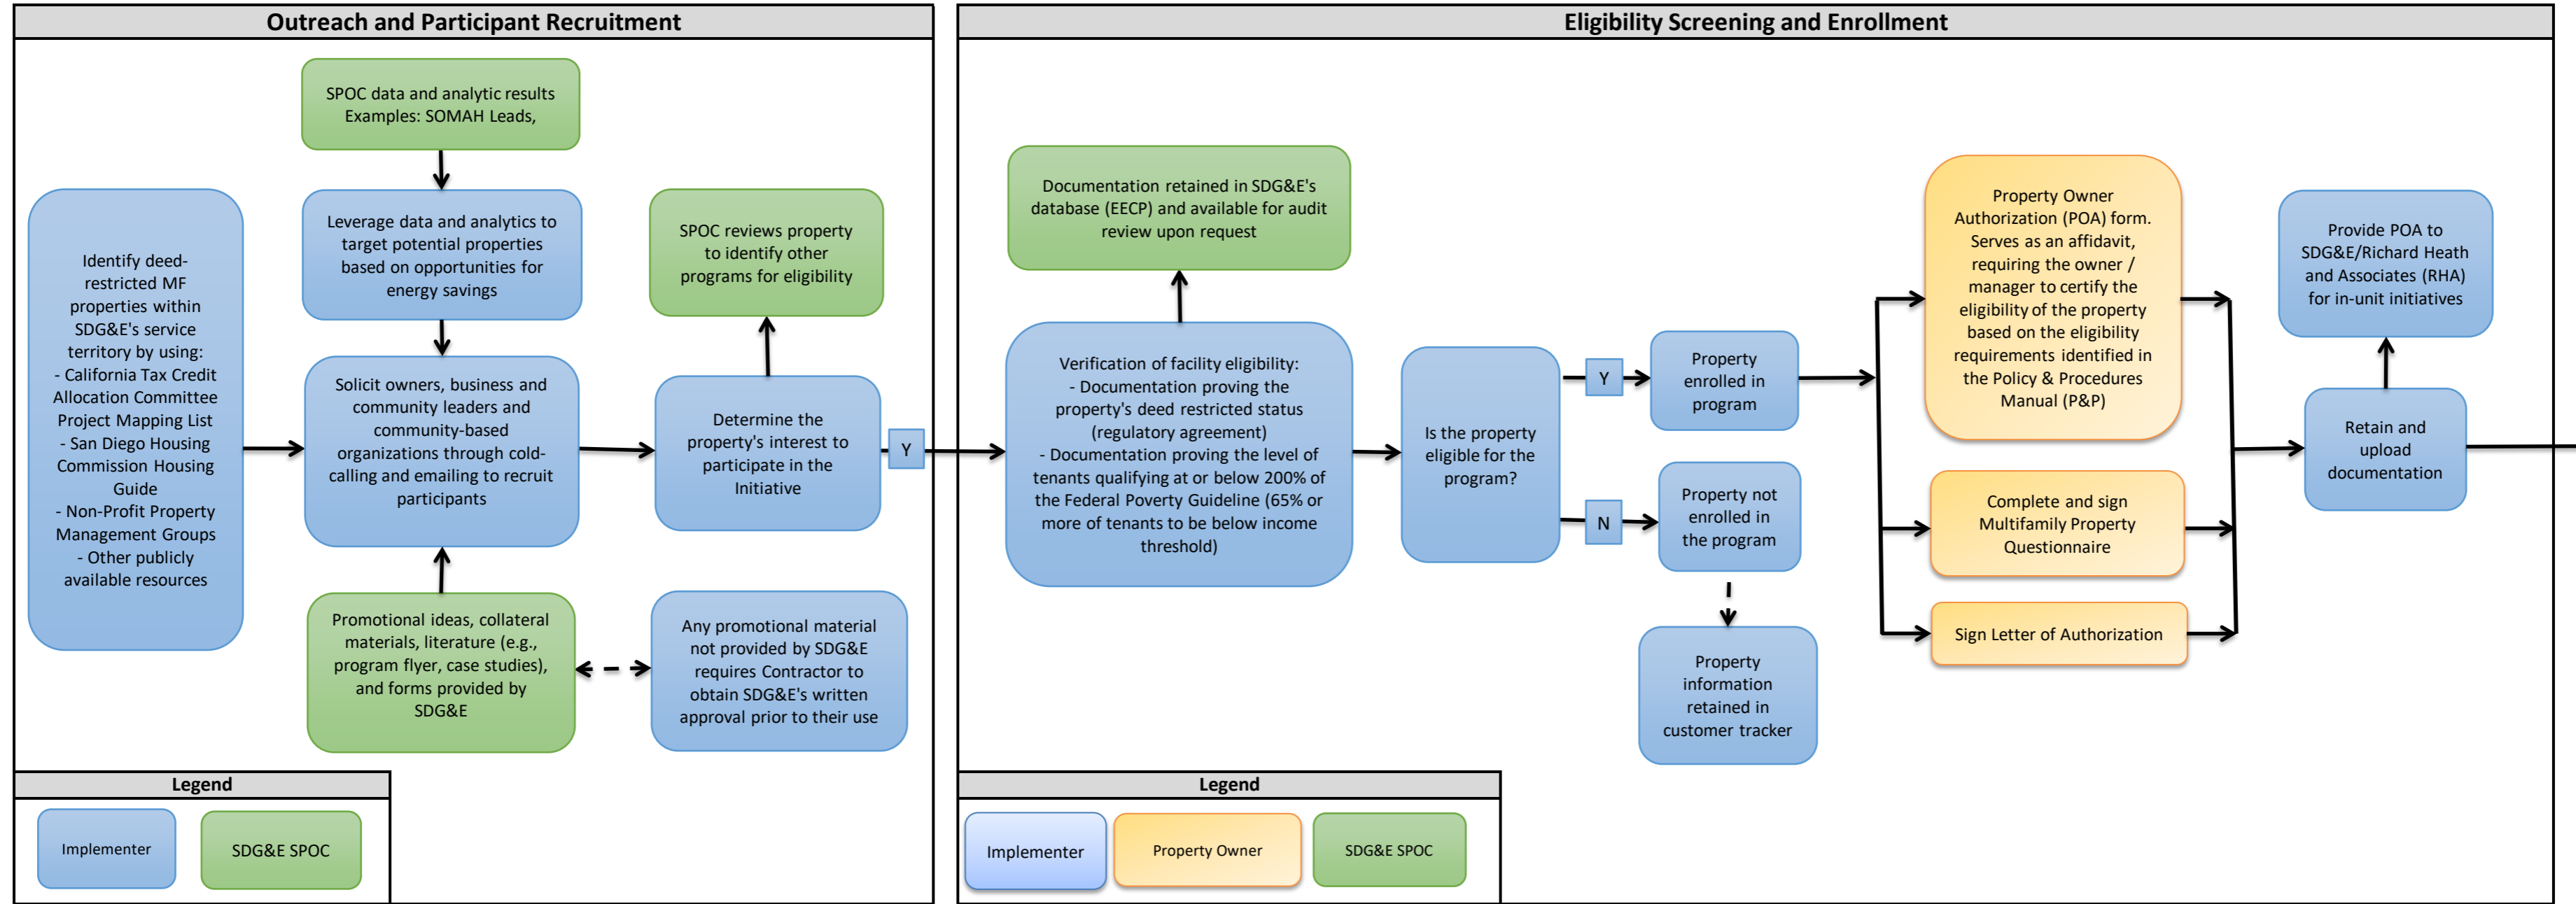 Outreach and Participant Recruitment
SPOC data and analytic results
Examples: SOMAH Leads,
Identify deed-
restricted MF
properties within
SDG&E's service
territory by using:
- California Tax Credit
Allocation Committee
Project Mapping List
- San Diego Housing
Commission Housing
Guide
- Non-Profit Property
Management Groups
- Other publicly
available resources
Leverage data and analytics to
target potential properties
based on opportunities for
energy savings
Solicit owners, business and
community leaders and
community-based
organizations through cold-
calling and emailing to recruit
participants
Promotional ideas, collateral
materials, literature (e.g.,
program flyer, case studies),
and forms provided by
SDG&E
SPOC reviews property
to identify other
programs for eligibility
Determine the
property's interest to
participate in the
Initiative
Y
Any promotional material
not provided by SDG&E
requires Contractor to
obtain SDG&E's written
approval prior to their use
Legend
Implementer
SDG&E SPOC
Eligibility Screening and Enrollment
Documentation retained in SDG&E's
database (EECP) and available for audit
review upon request
Verification of facility eligibility:
- Documentation proving the
property's deed restricted status
(regulatory agreement)
- Documentation proving the level of
tenants qualifying at or below 200% of
the Federal Poverty Guideline (65% or
more of tenants to be below income
threshold)
Is the property
eligible for the
program?
Y
Property
enrolled in
program
N
Property not
enrolled in
the program
Property
information
retained in
customer tracker
Property Owner
Authorization (POA) form.
Serves as an affidavit,
requiring the owner /
manager to certify the
eligibility of the property
based on the eligibility
requirements identified in
the Policy & Procedures
Manual (P&P)
Complete and sign
Multifamily Property
Questionnaire
Sign Letter of Authorization
Provide POA to
SDG&E/Richard Heath
and Associates (RHA)
for in-unit initiatives
Retain and
upload
documentation
Legend
Implementer
Property Owner
SDG&E SPOC